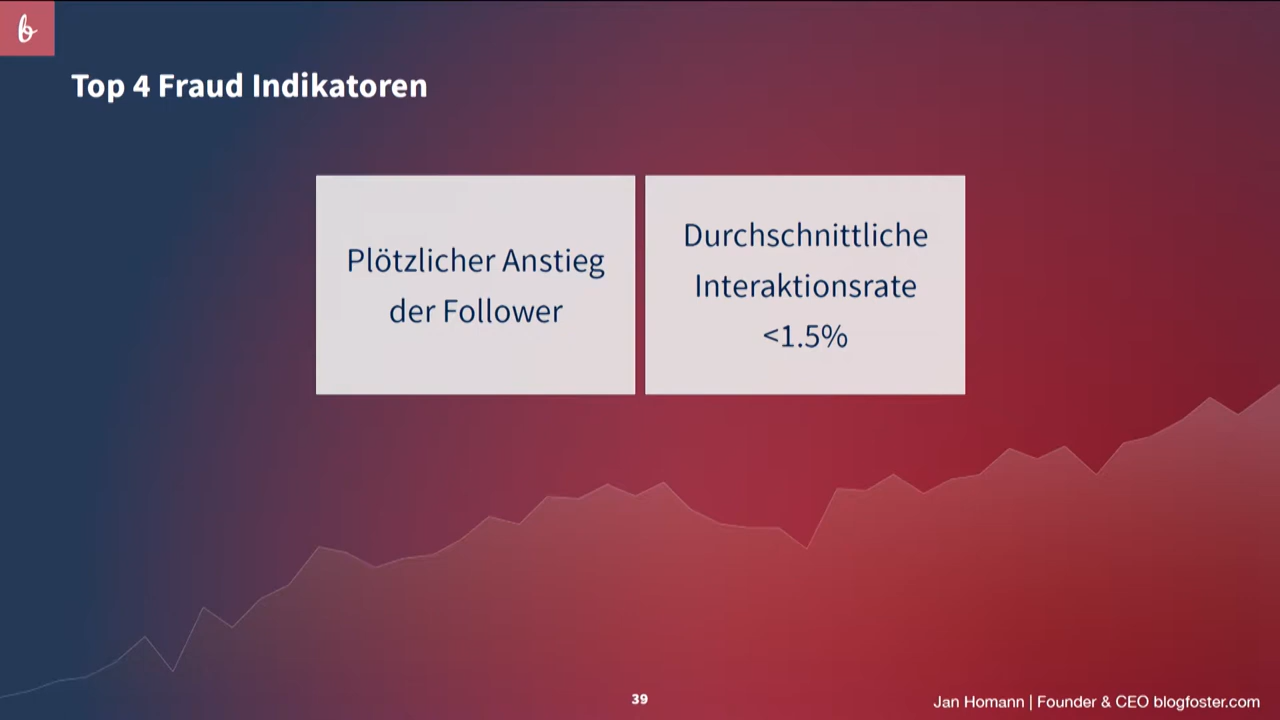 b
Top 4 Fraud Indikatoren
Plötzlicher Anstieg
der Follower
Durchschnittliche
Interaktionsrate
<1.5%
39
Jan Homann | Founder & CEO blogfoster.com